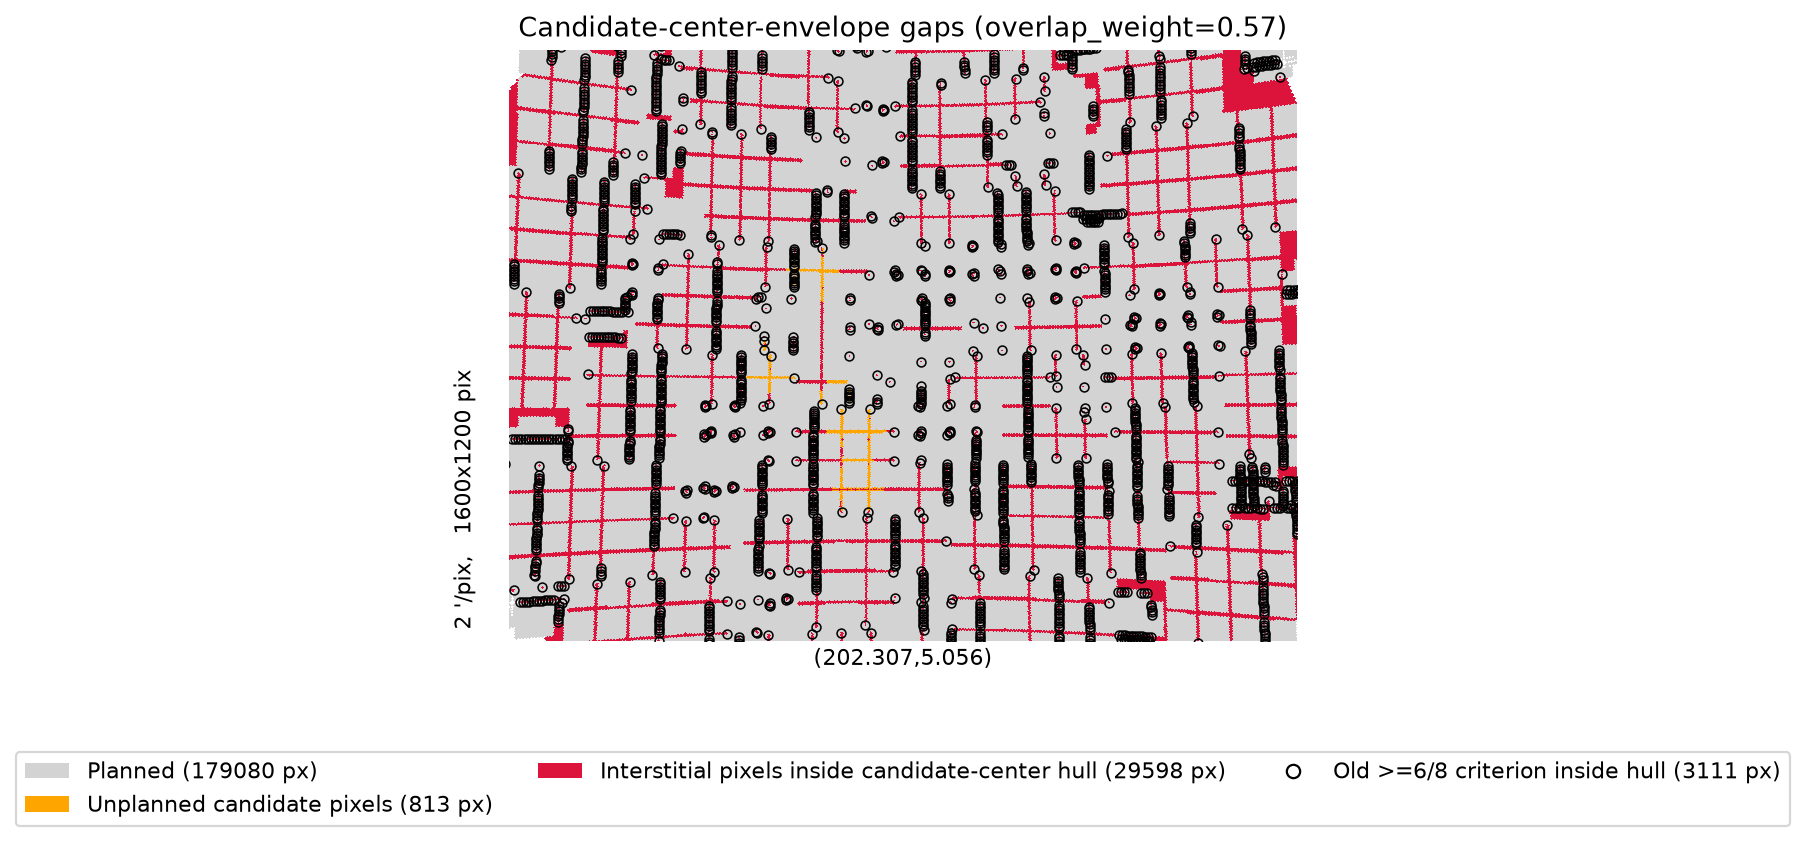 Candidate-center-envelope gaps (overlap_weight=0.57)
2 '/pix,   1600x1200 pix
(202.307,5.056)
Planned (179080 px)
Unplanned candidate pixels (813 px)
Interstitial pixels inside candidate-center hull (29598 px)
Old >=6/8 criterion inside hull (3111 px)